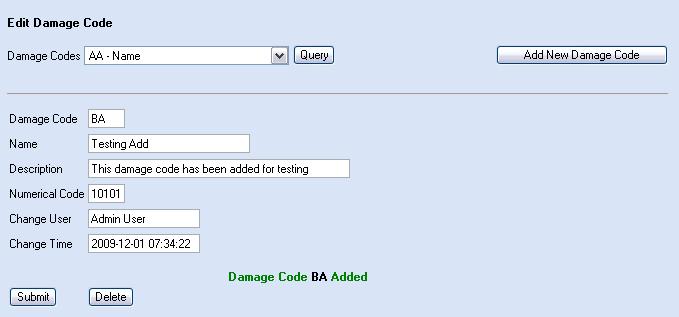 Edit Damage Code
Damage Codes AA - Name Query Add New Damage Code
Damage Code BA
Name Testing Add
Description This damage code has been added for testing
Numerical Code 10101
Change User Admin User
Change Time 2009-12-01 07:34:22
Damage Code BA Added
Submit Delete